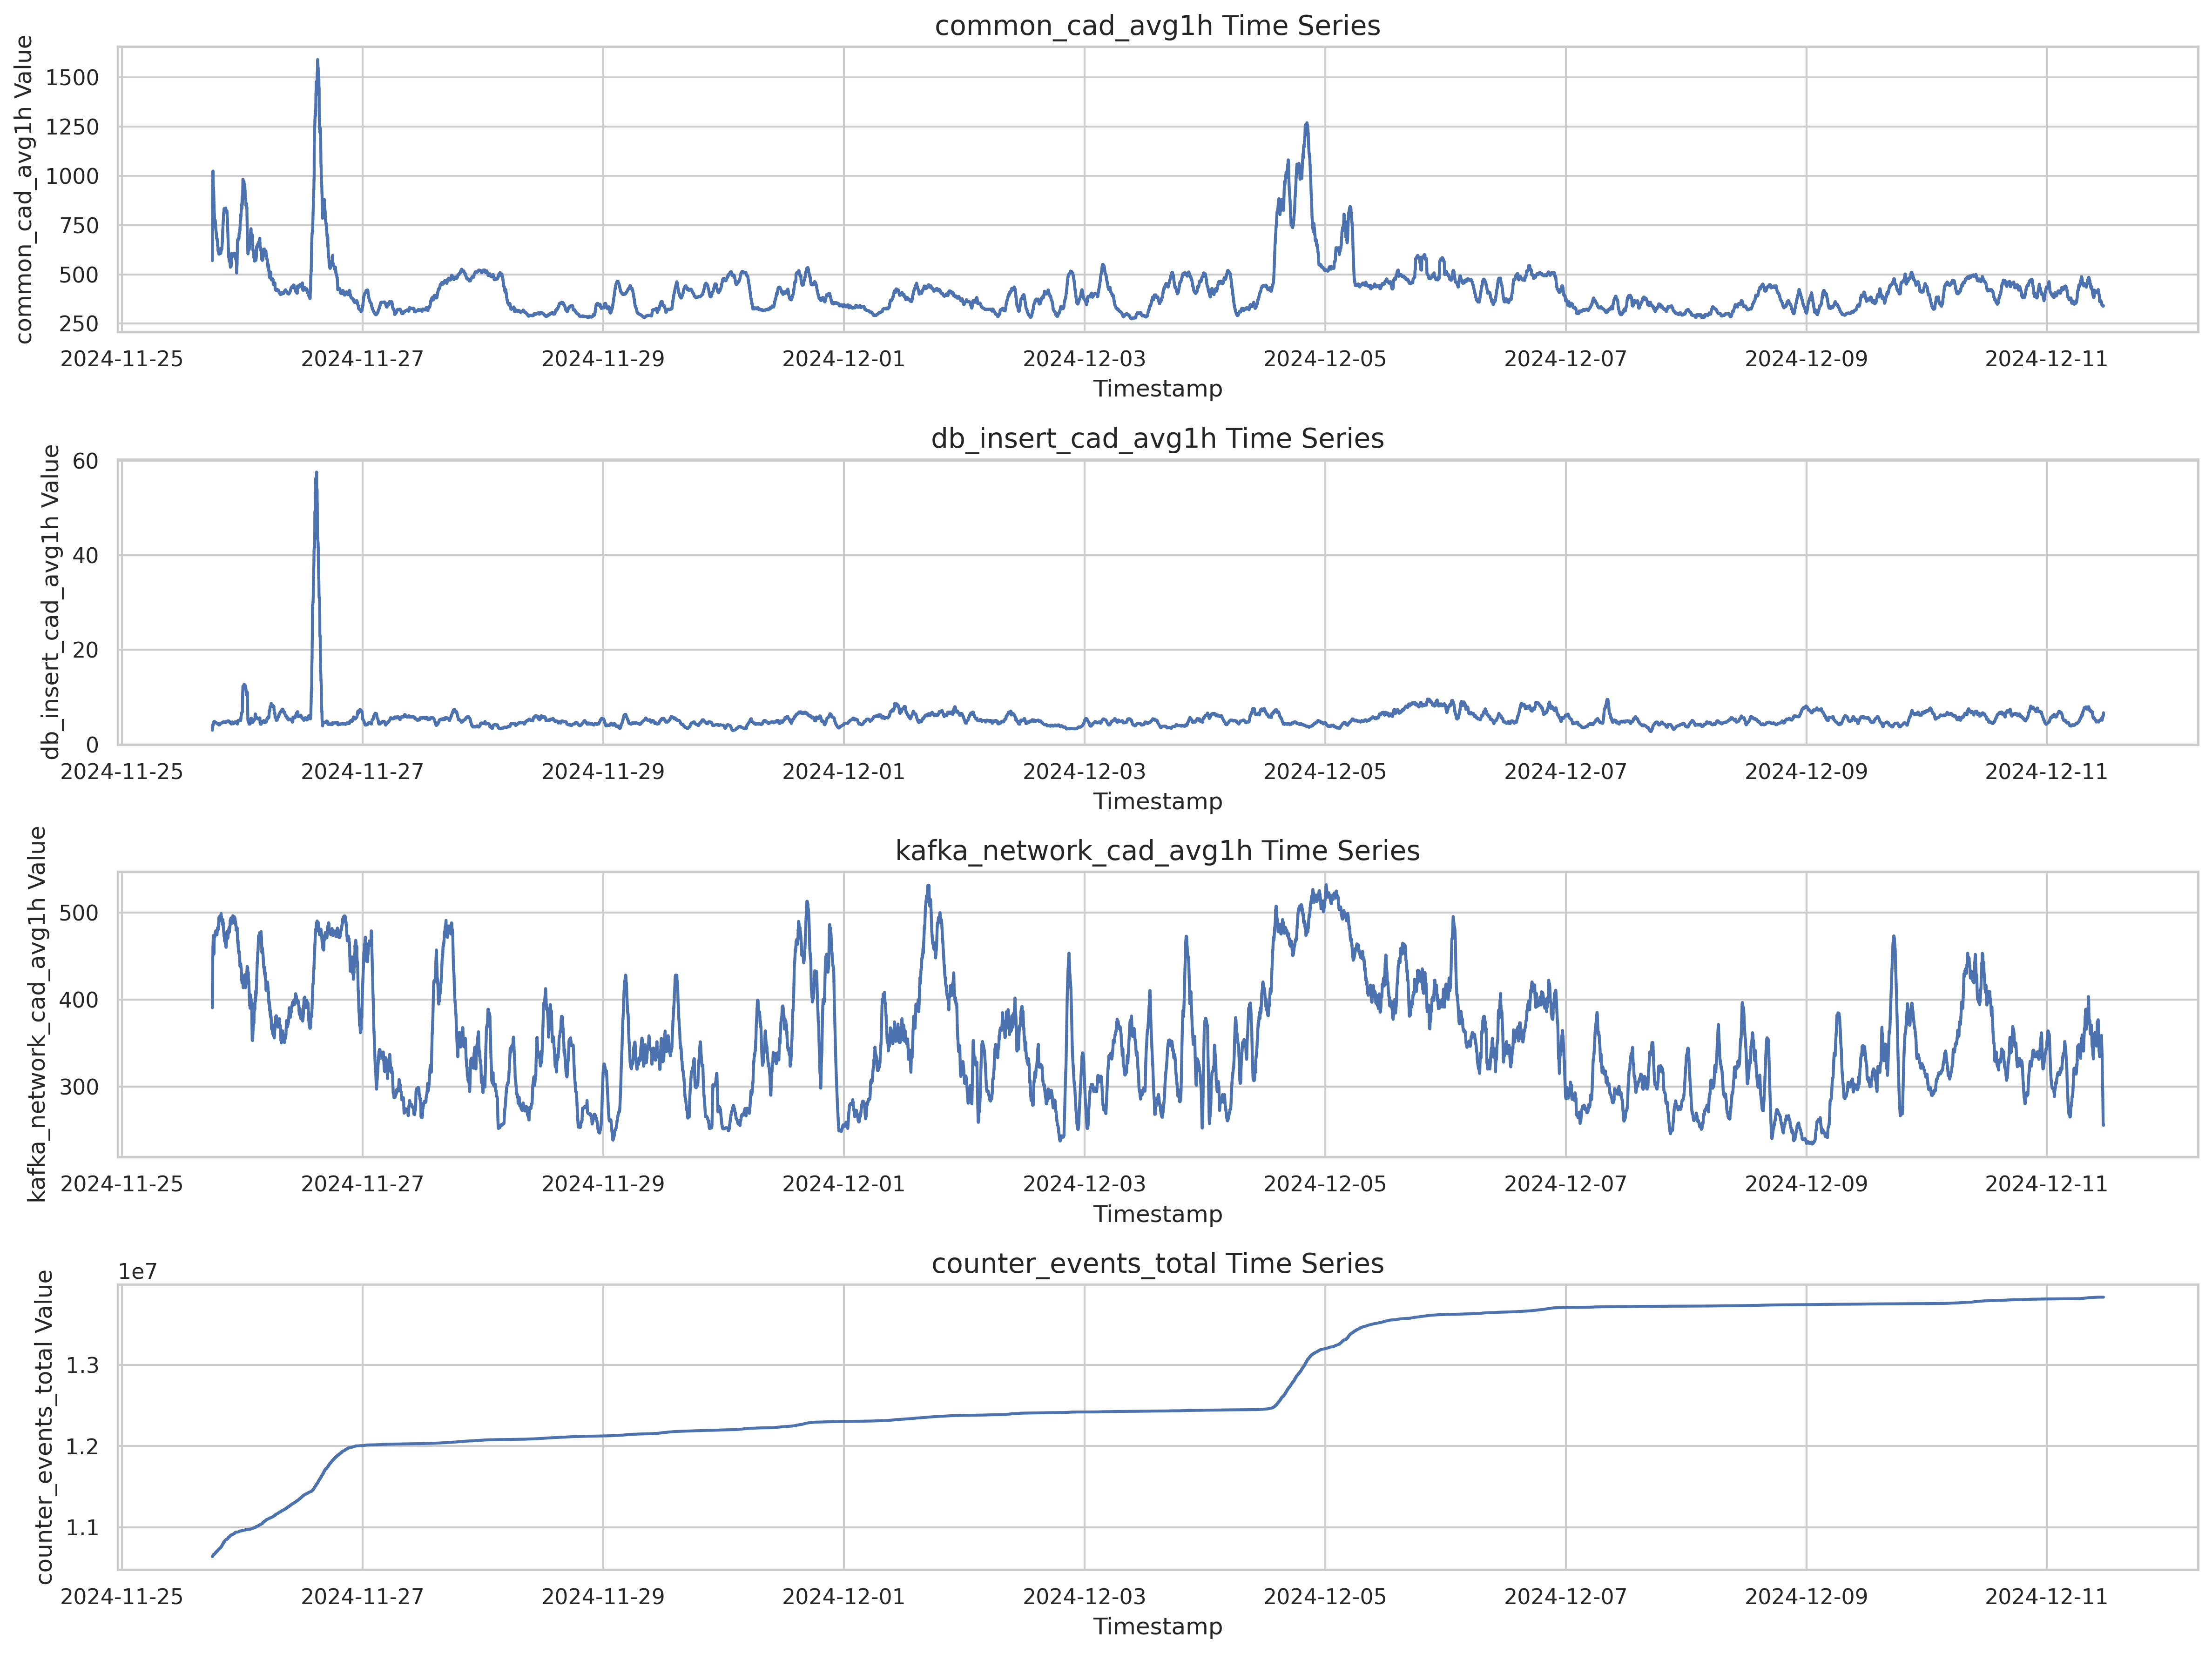 common_cad_avg1h Time Series
common_cad_avg1h Value
1500
1250
1000
750
500
250
2024-11-25 2024-11-27 2024-11-29 2024-12-01 2024-12-03 2024-12-05 2024-12-07 2024-12-09 2024-12-11
Timestamp
db_insert_cad_avg1h Time Series
db_insert_cad_avg1h Value
60
40
20
0
2024-11-25 2024-11-27 2024-11-29 2024-12-01 2024-12-03 2024-12-05 2024-12-07 2024-12-09 2024-12-11
Timestamp
kafka_network_cad_avg1h Time Series
kafka_network_cad_avg1h Value
500
400
300
2024-11-25 2024-11-27 2024-11-29 2024-12-01 2024-12-03 2024-12-05 2024-12-07 2024-12-09 2024-12-11
Timestamp
counter_events_total Time Series
1e7
counter_events_total Value
1.3
1.2
1.1
2024-11-25 2024-11-27 2024-11-29 2024-12-01 2024-12-03 2024-12-05 2024-12-07 2024-12-09 2024-12-11
Timestamp